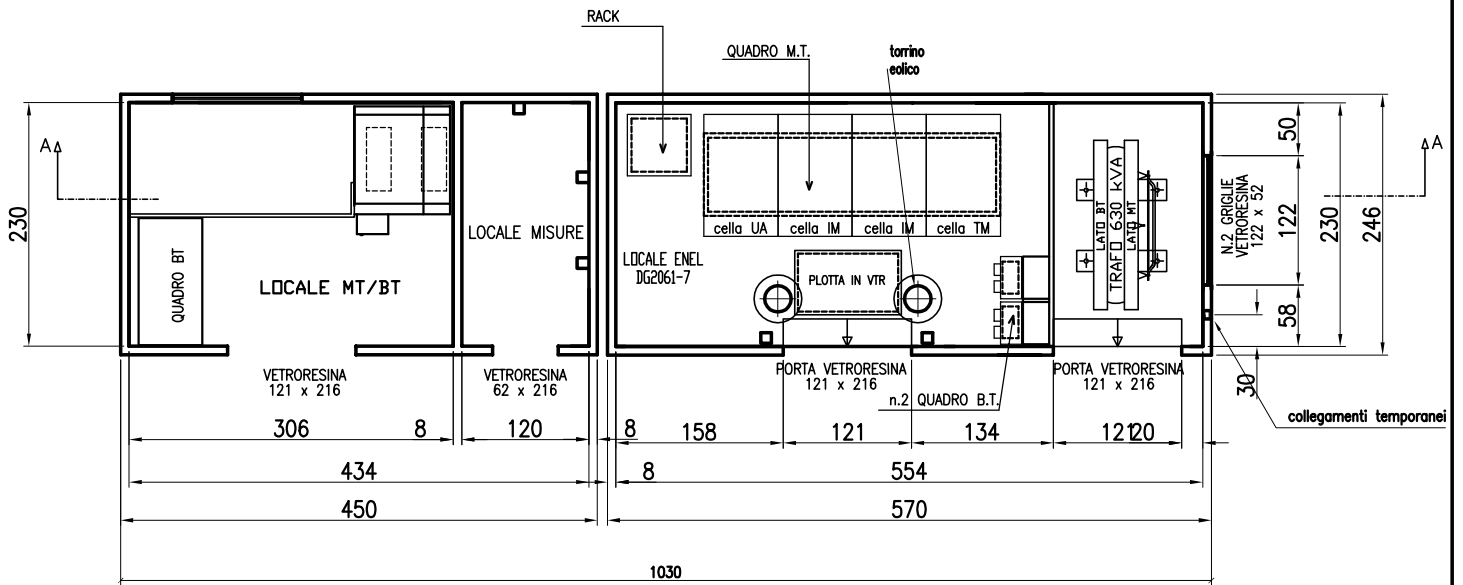 RACK
QUADRO M.T.
torrino
eolico
A
A
230
50
122
58
30
230
246
N.2 GRIGLIE
VETRORESINA
122 x 52
QUADRO BT
LOCALE MT/BT
LOCALE MISURE
LOCALE ENEL
DG2061-7
cella UA
cella IM
cella IM
cella TM
PLOTTA IN VTR
LATO BT
TRAFO 630 kVA
LATO MT
VETRORESINA
121 x 216
VETRORESINA
62 x 216
PORTA VETRORESINA
121 x 216
PORTA VETRORESINA
121 x 216
n.2 QUADRO B.T.
collegamenti temporanei
306
8
120
8
158
121
134
121
20
434
8
554
450
570
1030